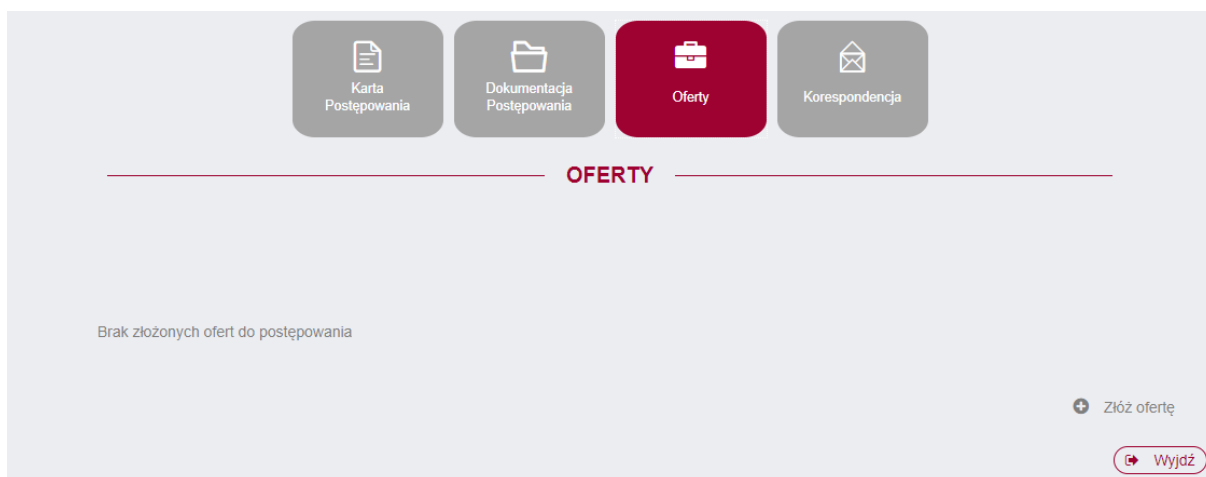 Karta
Postępowania
Dokumentacja
Postępowania
Oferty
Korespondencja
OFERTY
Brak złożonych ofert do postępowania
Złóż ofertę
Wyjdź